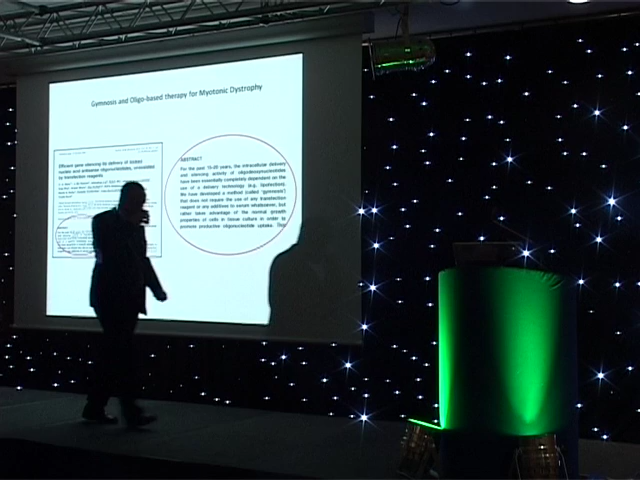 Gymnosis and Oligo-based therapy for Myotonic Dystrophy
Efficient gene silencing by delivery of locked
nucleic acid antisense oligonucleotides, unassisted
by transfection reagents
ABSTRACT
For the past 15-20 years, the intracellular delivery
and silencing activity of oligodeoxynucleotides
have been essentially completely dependent on the
use of a delivery technology (e.g. lipofection).
We have developed a method (called 'gymnosis')
that does not require the use of any transfection
reagent or any additives to serum whatsoever, but
rather takes advantage of the normal growth
properties of cells in tissue culture in order to
promote productive oligonucleotide uptake. This